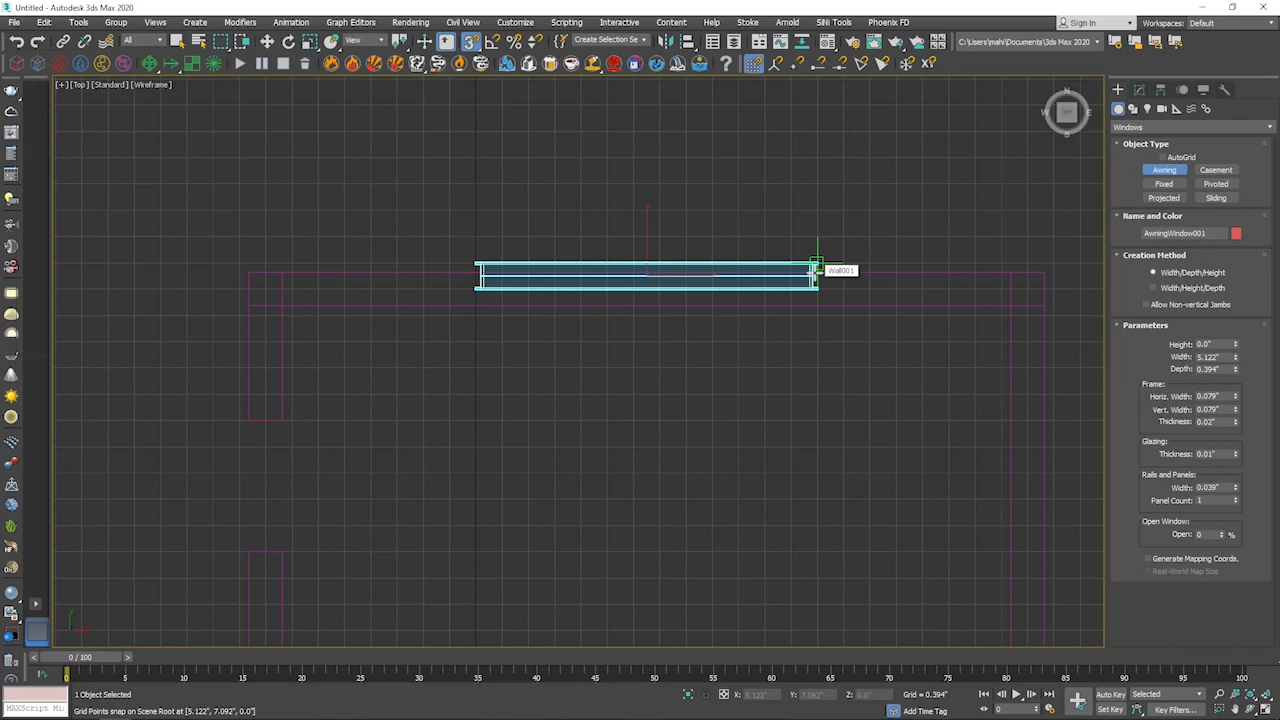 Untitled - Autodesk 3ds Max 2020
File
Edit
Tools
Group
Views
Create
Modifiers
Animation
Graph Editors
Rendering
Civil View
Customize
Scripting
Interactive
Content
Help
Stoke
Arnold
SiNi Tools
Phoenix FD
Sign In
Workspaces: Default
All
View
Create Selection Se
C:\Users\mahi\Documents\3ds Max 2020
[+] [Top] [Standard] [Wireframe]
N
W
E
S
Wall001
Windows
Object Type
AutoGrid
Awning
Casement
Fixed
Pivoted
Projected
Sliding
Name and Color
AwningWindow001
Creation Method
Width/Depth/Height
Width/Height/Depth
Allow Non-vertical Jambs
Parameters
Height: 0.0"
Width: 5.122"
Depth: 0.394"
Frame:
Horiz. Width: 0.079"
Vert. Width: 0.079"
Thickness: 0.02"
Glazing:
Thickness: 0.01"
Rails and Panels:
Width: 0.039"
Panel Count: 1
Open Window:
Open: 0 %
Generate Mapping Coords.
Real-World Map Size
0 / 100
0 5 10 15 20 25 30 35 40 45 50 55 60 65 70 75 80 85 90 95 100
MAXScript Mi
1 Object Selected
Grid Points snap on Scene Root at [5.122", 7.092", 0.0"]
X: 5.122"
Y: 7.092"
Z: 0.0"
Grid = 0.394"
Add Time Tag
0
Auto Key
Selected
Set Key
Key Filters...